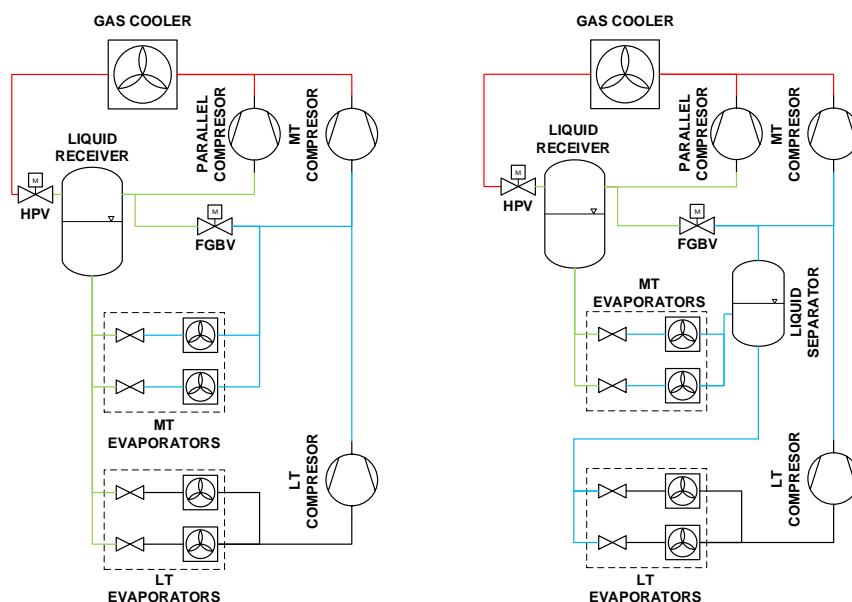 GAS COOLER
PARALLEL
COMPRESOR
MT
COMPRESOR
LIQUID
RECEIVER
M
HPV
M
FGBV
MT
EVAPORATORS
LT
COMPRESOR
LT
EVAPORATORS
GAS COOLER
PARALLEL
COMPRESOR
MT
COMPRESOR
LIQUID
RECEIVER
M
HPV
M
FGBV
MT
EVAPORATORS
LIQUID
SEPARATOR
LT
COMPRESOR
LT
EVAPORATORS